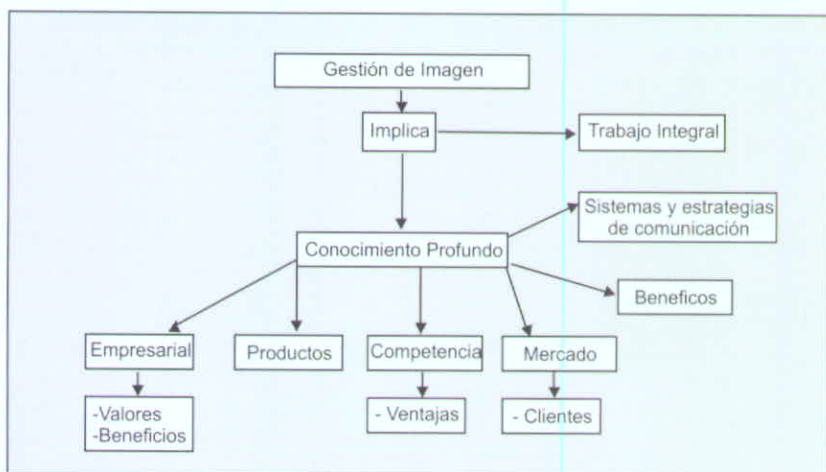 Gestión de Imagen
Implica
Trabajo Integral
Sistemas y estrategias
de comunicación
Conocimiento Profundo
Beneficos
Empresarial
Productos
Competencia
Mercado
-Valores
-Beneficios
- Ventajas
- Clientes